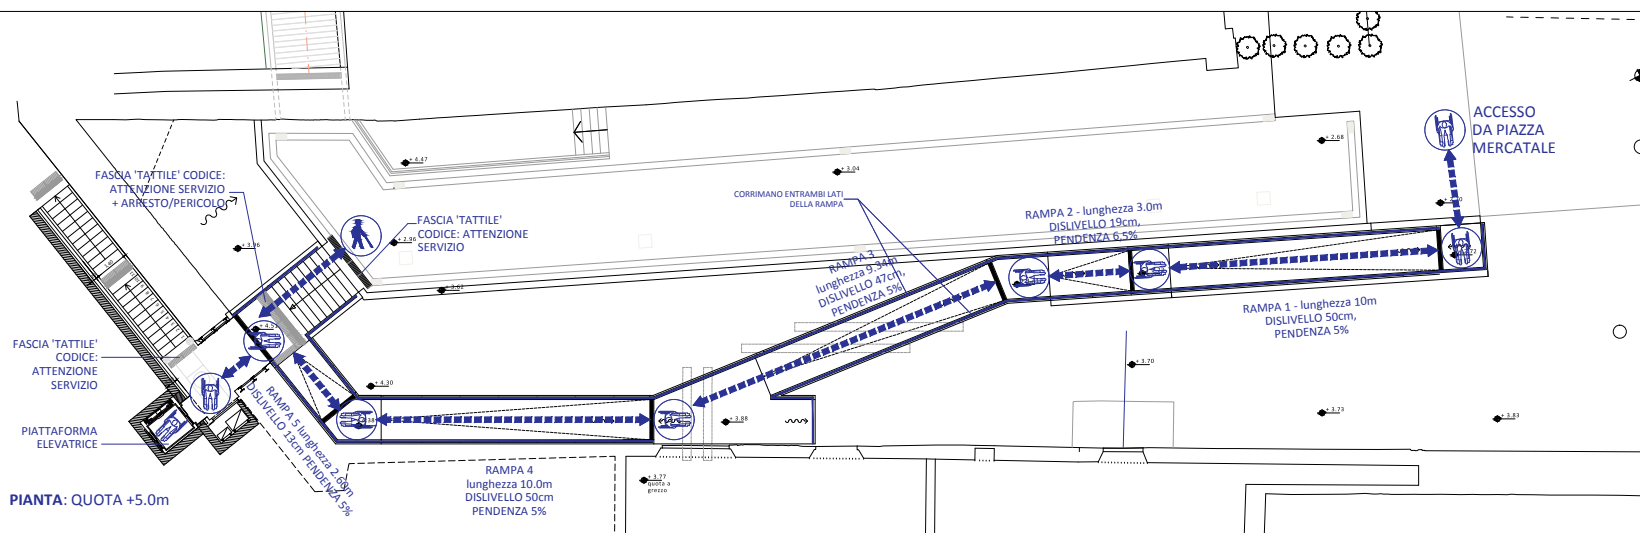 ACCESSO
DA PIAZZA
MERCATALE
+ 2.68
+ 4.47
+ 3.04
FASCIA 'TATTILE' CODICE:
ATTENZIONE SERVIZIO
+ ARRESTO/PERICOLO
CORRIMANO ENTRAMBI LATI
DELLA RAMPA
RAMPA 2 - lunghezza 3.0m
DISLIVELLO 19cm,
PENDENZA 6,5%
FASCIA 'TATTILE'
CODICE: ATTENZIONE
SERVIZIO
+ 2.96
RAMPA 3
lunghezza 9.34m
DISLIVELLO 47cm,
PENDENZA 5%
+ 3.62
RAMPA 1 - lunghezza 10m
DISLIVELLO 50cm,
PENDENZA 5%
FASCIA 'TATTILE'
CODICE:
ATTENZIONE
SERVIZIO
+ 3.70
+ 4.30
+ 3.88
+ 3.73
+ 3.83
RAMPA 5 lunghezza 2.60m
DISLIVELLO 13cm PENDENZA 5%
PIATTAFORMA
ELEVATRICE
RAMPA 4
lunghezza 10.0m
DISLIVELLO 50cm
PENDENZA 5%
+ 3.77
quota a
grezzo
PIANTA: QUOTA +5.0m